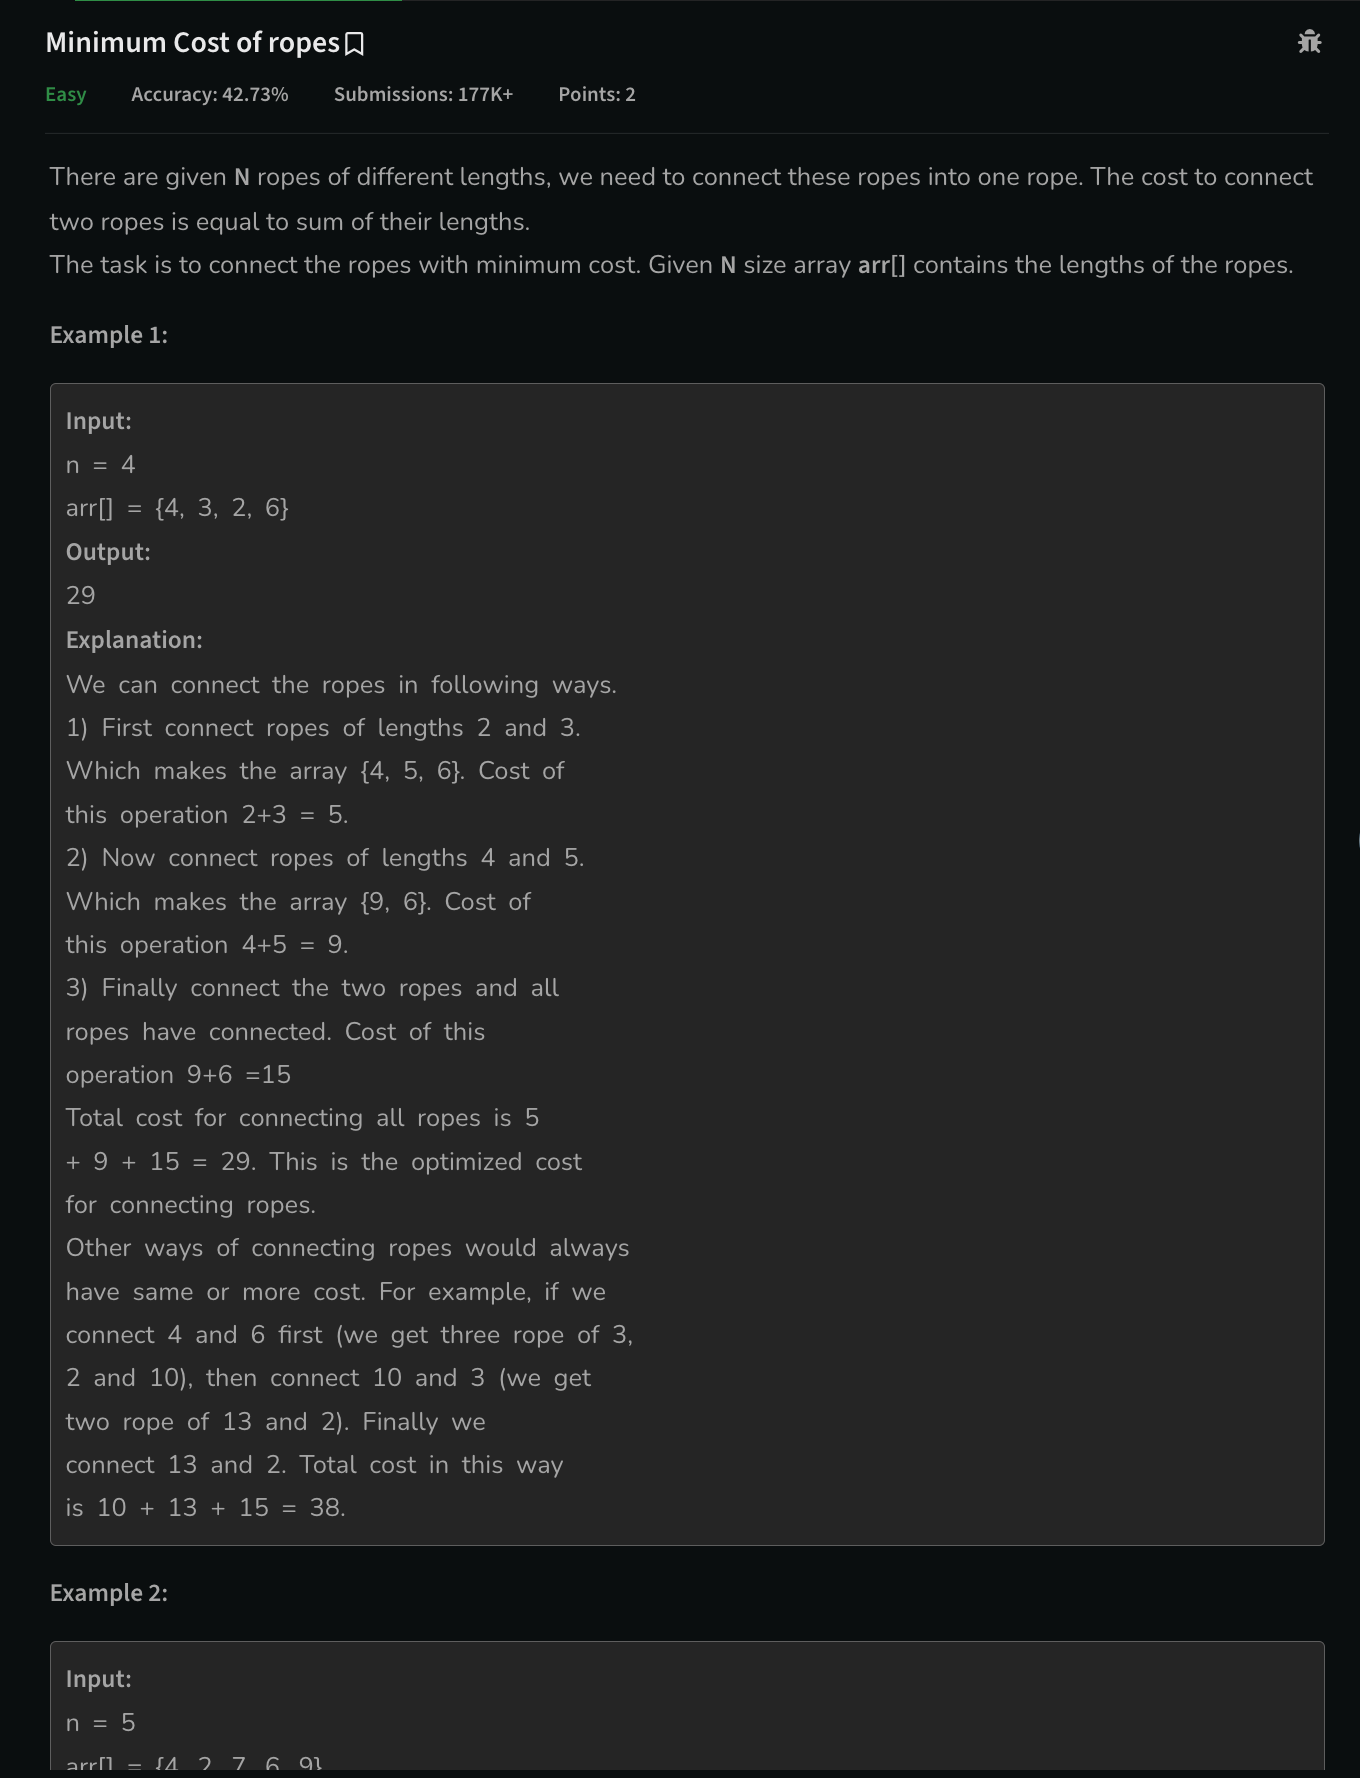 Minimum Cost of ropes
Easy Accuracy: 42.73% Submissions: 177K+ Points: 2
There are given N ropes of different lengths, we need to connect these ropes into one rope. The cost to connect
two ropes is equal to sum of their lengths.
The task is to connect the ropes with minimum cost. Given N size array arr[] contains the lengths of the ropes.
Example 1:
Input:
n = 4
arr[] = {4, 3, 2, 6}
Output:
29
Explanation:
We can connect the ropes in following ways.
1) First connect ropes of lengths 2 and 3.
Which makes the array {4, 5, 6}. Cost of
this operation 2+3 = 5.
2) Now connect ropes of lengths 4 and 5.
Which makes the array {9, 6}. Cost of
this operation 4+5 = 9.
3) Finally connect the two ropes and all
ropes have connected. Cost of this
operation 9+6 =15
Total cost for connecting all ropes is 5
+ 9 + 15 = 29. This is the optimized cost
for connecting ropes.
Other ways of connecting ropes would always
have same or more cost. For example, if we
connect 4 and 6 first (we get three rope of 3,
2 and 10), then connect 10 and 3 (we get
two rope of 13 and 2). Finally we
connect 13 and 2. Total cost in this way
is 10 + 13 + 15 = 38.
Example 2:
Input:
n = 5
arr[] = {4, 2, 7, 6, 9}